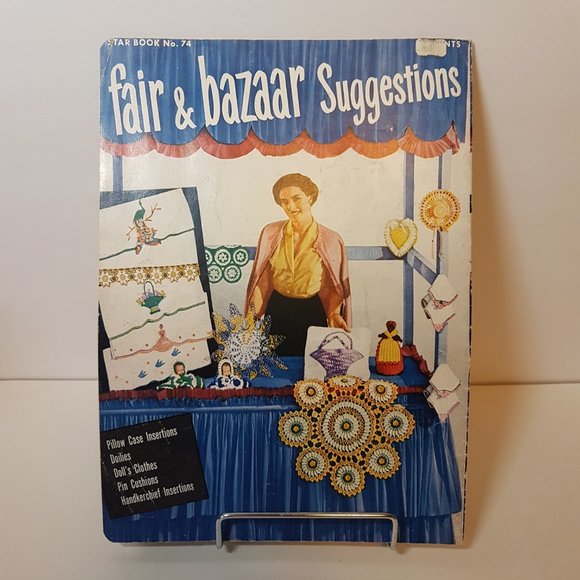 STAR BOOK No. 74
fair & bazaar Suggestions
Pillow Case Insertions
Doilies
Doll's Clothes
Pin Cushions
Handkerchief Insertions